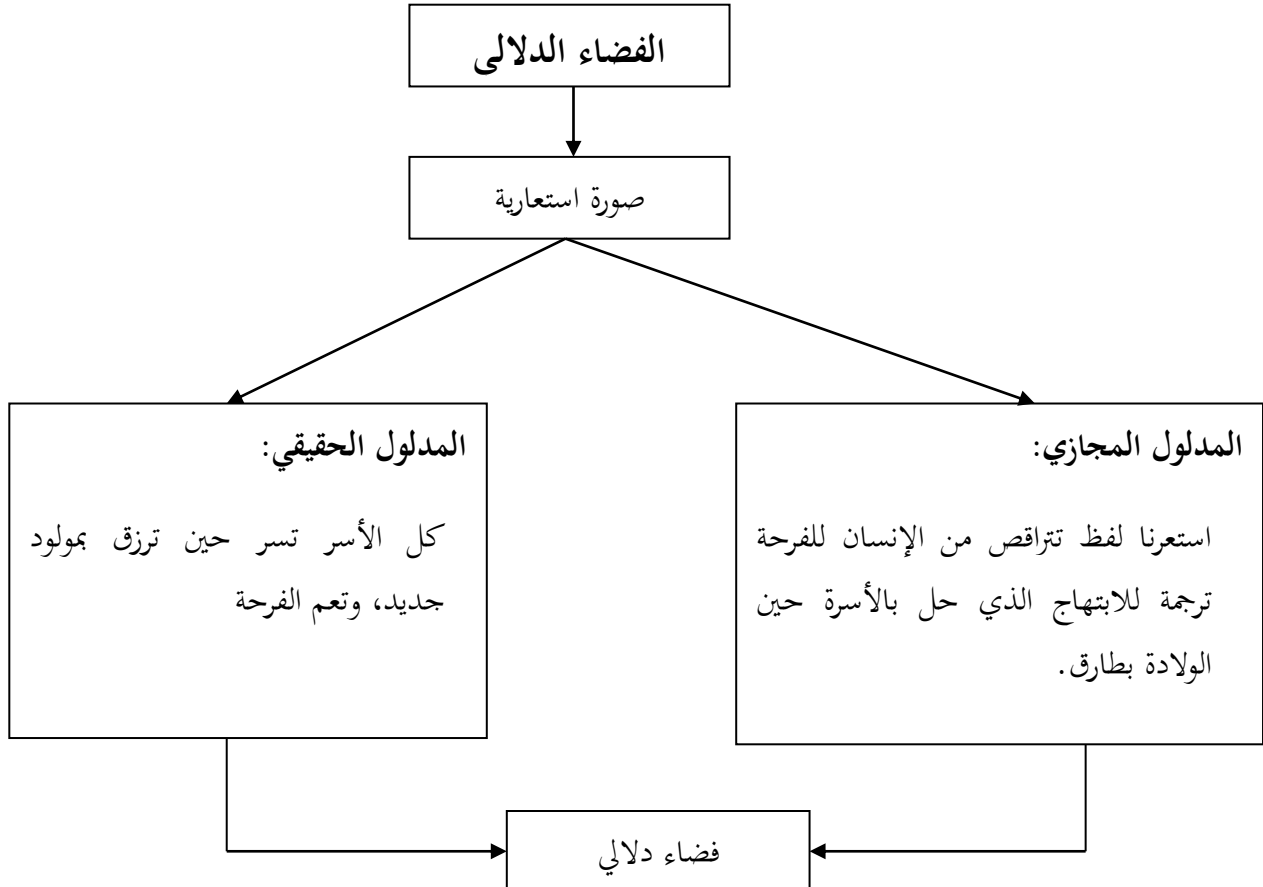 الفضاء الدلالى
صورة استعارية
المدلول المجازي:
استعرنا لفظ تتراقص من الإنسان للفرحة
ترجمة للابتهاج الذي حل بالأسرة حين
الولادة بطارق.
المدلول الحقيقي:
كل الأسر تسر حين ترزق بمولود
جديد، وتعم الفرحة
فضاء دلالي